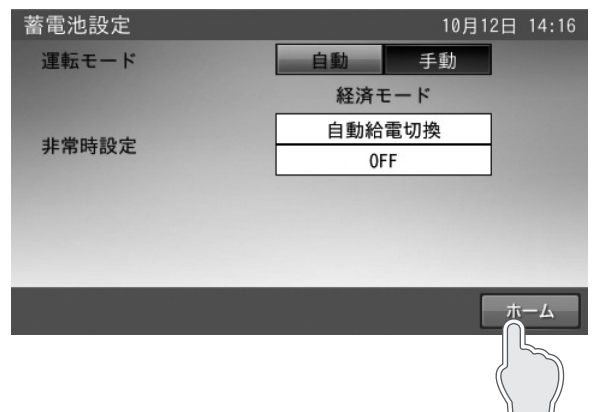 蓄電池設定 10月12日 14:16
運転モード 自動 手動
経済モード
非常時設定 自動給電切換
OFF
ホーム